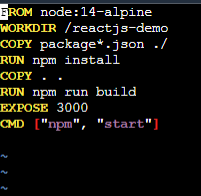 FROM node:14-alpine
WORKDIR /reactjs-demo
COPY package*.json ./
RUN npm install
COPY . .
RUN npm run build
EXPOSE 3000
CMD ["npm", "start"]
~
~
~